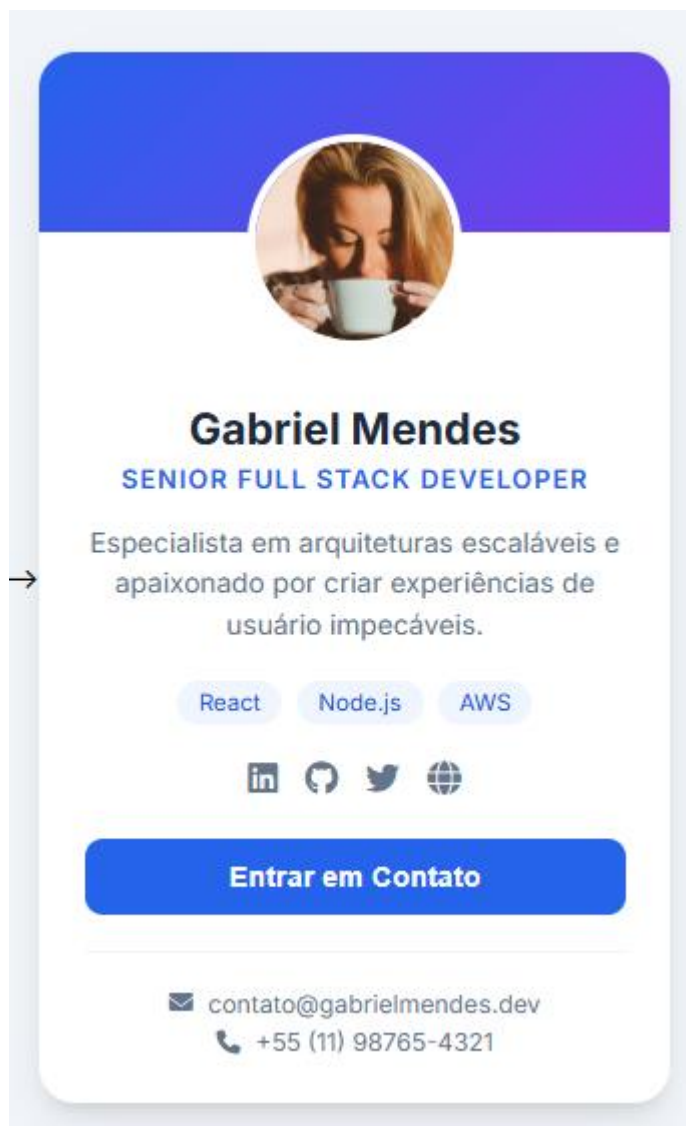 Gabriel Mendes
SENIOR FULL STACK DEVELOPER
Especialista em arquiteturas escaláveis e
apaixonado por criar experiências de
usuário impecáveis.
→
React Node.js AWS
in
Entrar em Contato
contato@gabrielmendes.dev
+55 (11) 98765-4321